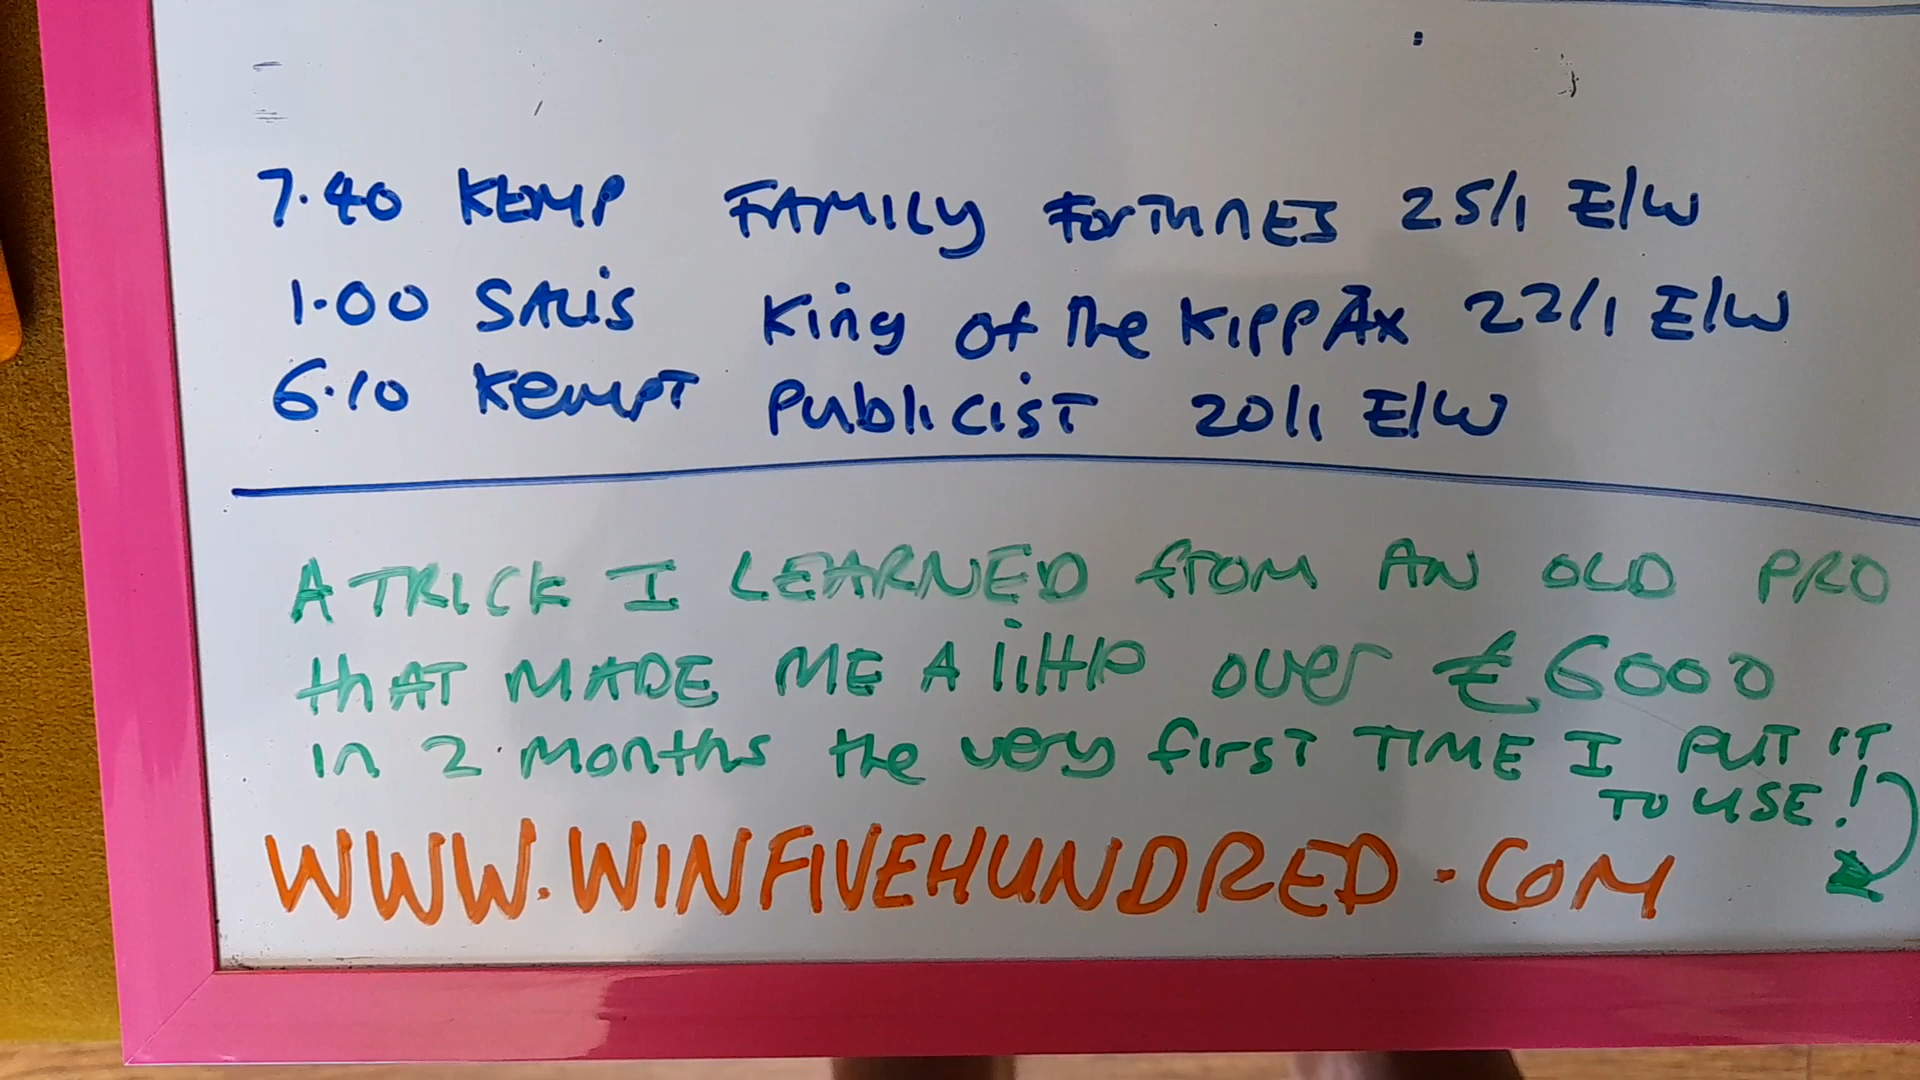 7.40 KEMP FAMILY FORTUNES 25/1 E/W
1.00 SALIS King of The KIPPAX 22/1 E/W
6.10 KEMPT PUBLICIST 20/1 E/W
A TRICK I LEARNED FROM AN OLD PRO
thAT MADE ME A little over £6000
in 2 months the very first TIME I PUT IT
TO USE!
WWW.WINFIVEHUNDRED.COM